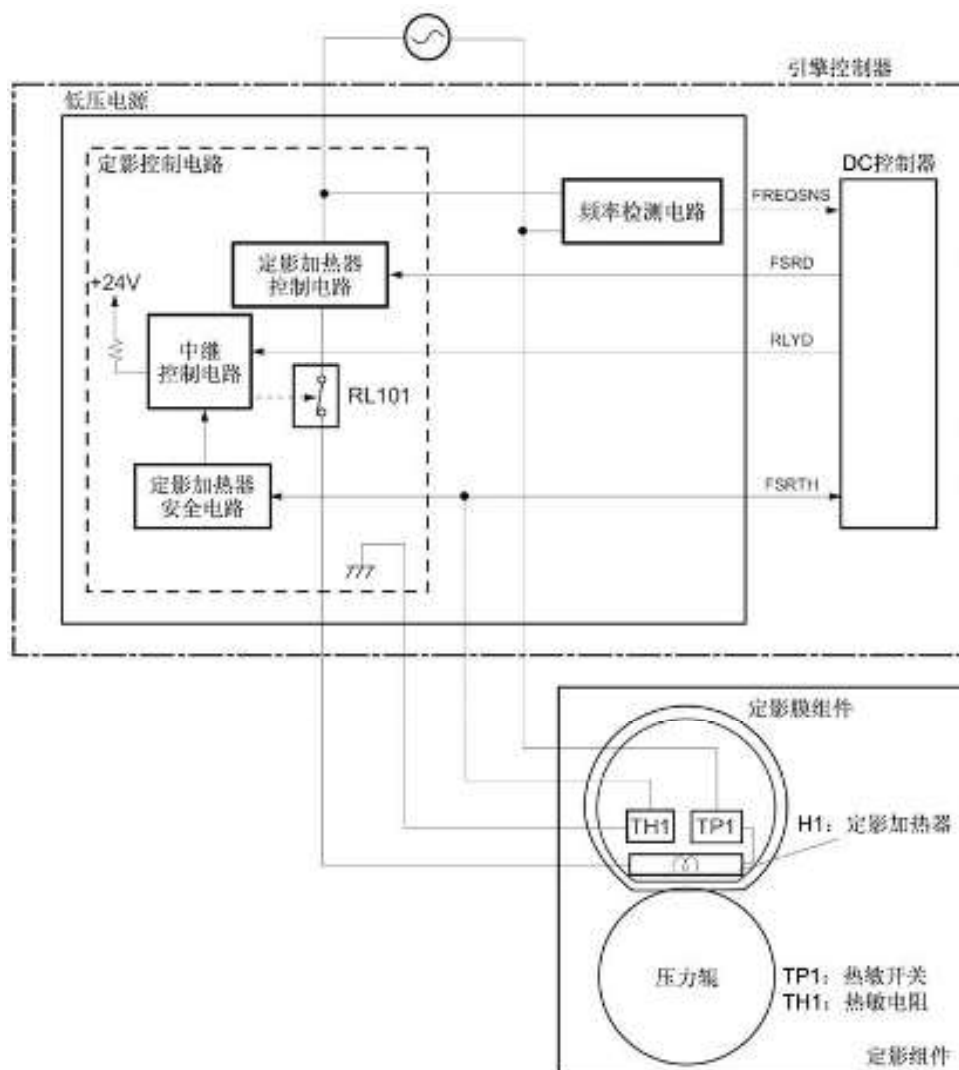 引擎控制器
低压电源
定影控制电路
DC控制器
频率检测电路
FREQSNS
定影加热器
控制电路
FSRD
+24V
中继
控制电路
RLYD
RL101
定影加热器
安全电路
FSRTH
定影膜组件
TH1
TP1
H1：定影加热器
压力辊
TP1：热敏开关
TH1：热敏电阻
定影组件